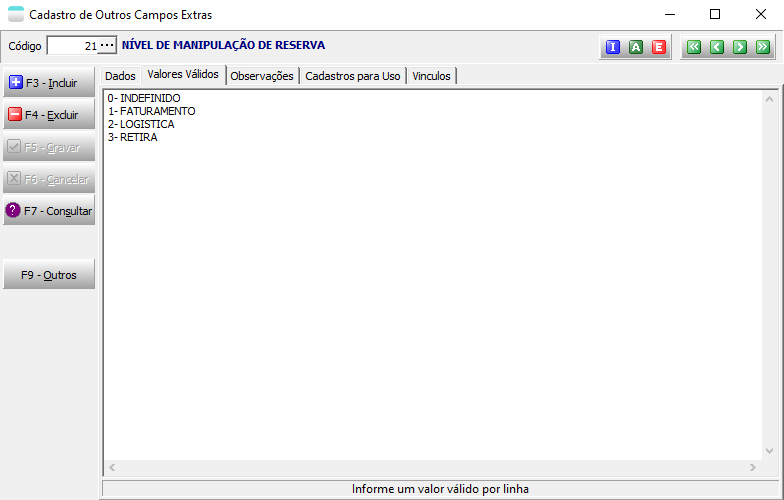 Cadastro de Outros Campos Extras
Código 21 ... NÍVEL DE MANIPULAÇÃO DE RESERVA
I A E
F3 - Incluir
F4 - Excluir
F5 - Gravar
F6 - Cancelar
F7 - Consultar
F9 - Outros
Dados Valores Válidos Observações Cadastros para Uso Vinculos
0- INDEFINIDO
1- FATURAMENTO
2- LOGISTICA
3- RETIRA
Informe um valor válido por linha